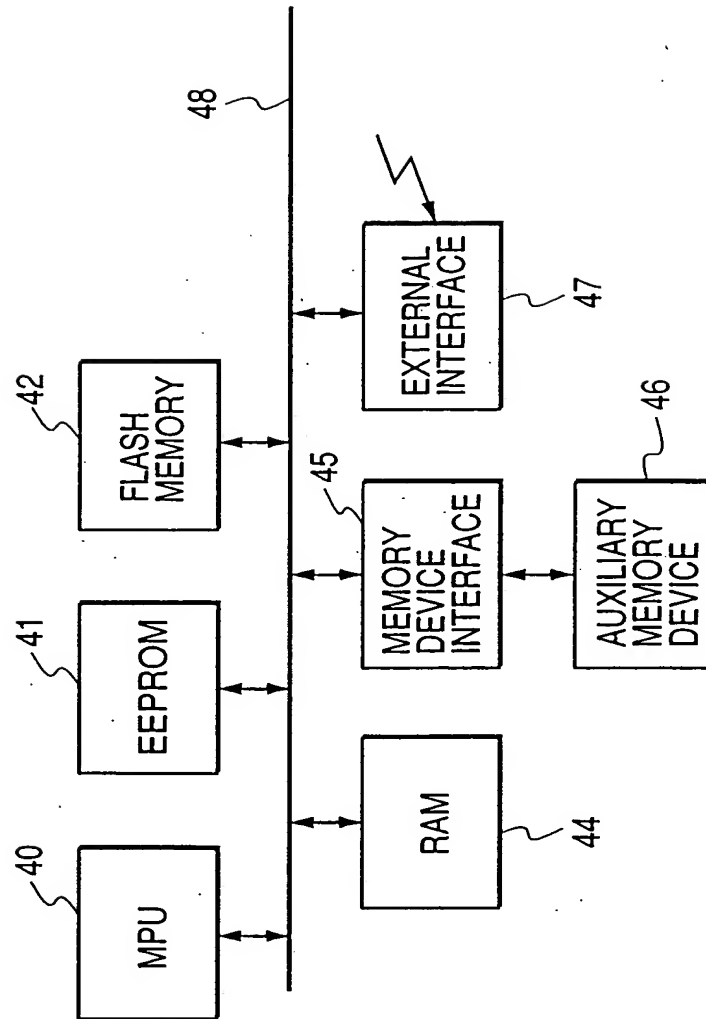 40
MPU
41
EEPROM
42
FLASH
MEMORY
48
RAM
44
45
MEMORY
DEVICE
INTERFACE
EXTERNAL
INTERFACE
47
AUXILIARY
MEMORY
DEVICE
46